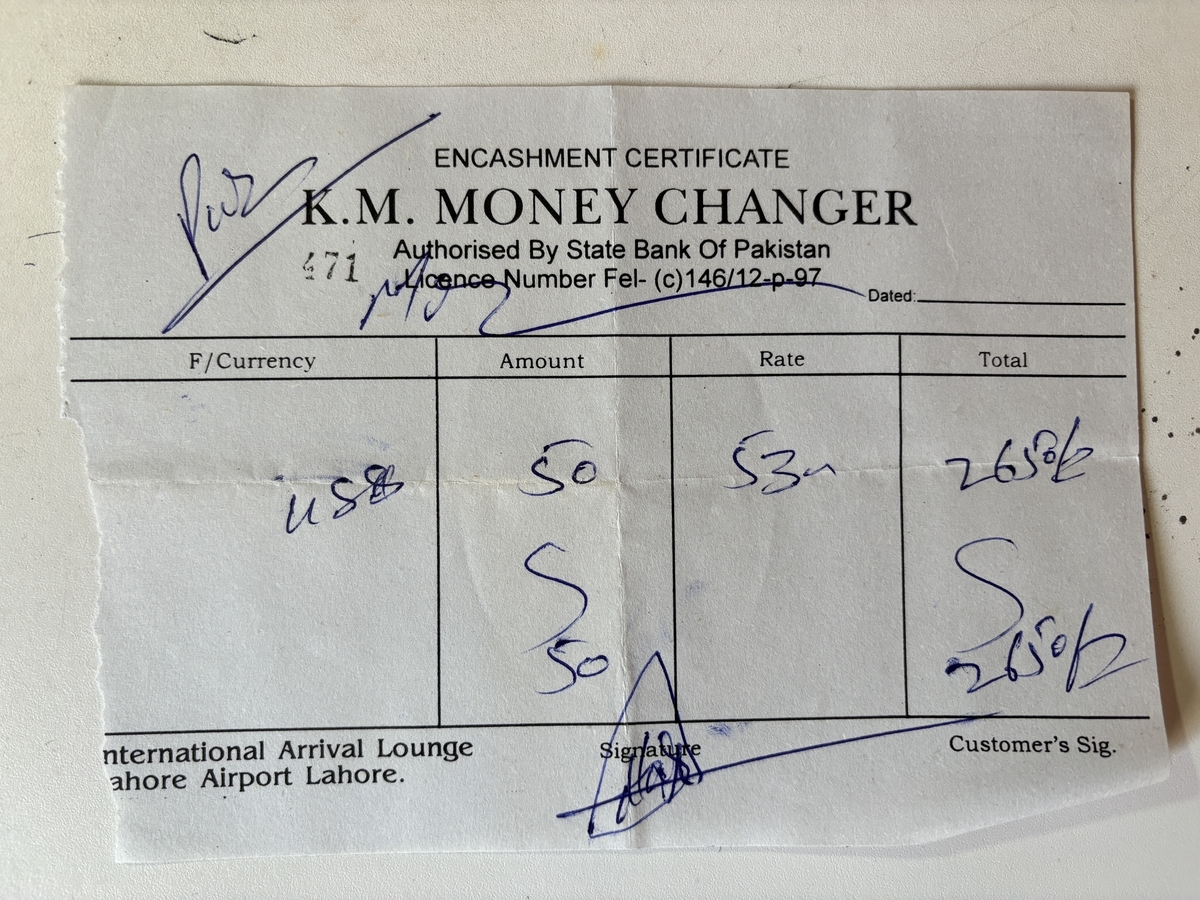 ENCASHMENT CERTIFICATE
K.M. MONEY CHANGER
Authorised By State Bank Of Pakistan
471
Licence Number Fel- (c)146/12-p-97
Dated:
F/Currency Amount Rate Total
US$ 50 53 2650/-
50 2650/-
nternational Arrival Lounge
ahore Airport Lahore.
Signature
Customer's Sig.